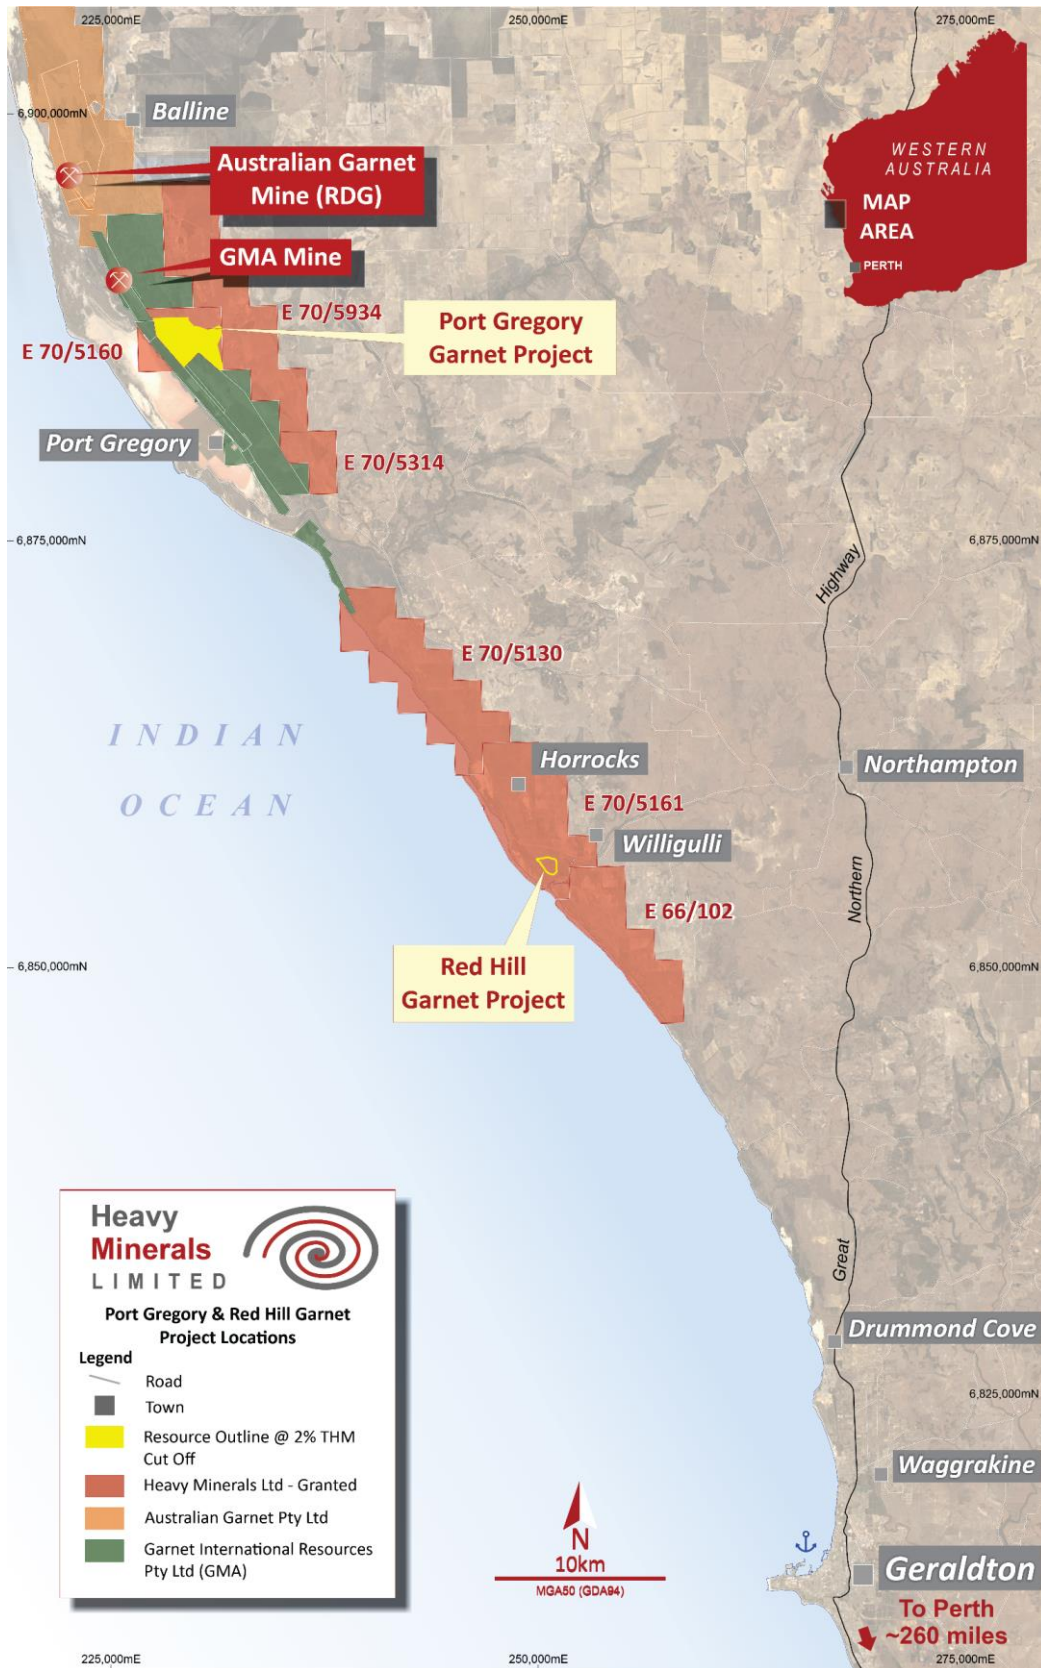 225,000mE
250,000mE
275,000mE
6,900,000mN
Balline
Australian Garnet
Mine (RDG)
WESTERN
AUSTRALIA
MAP
AREA
PERTH
GMA Mine
E 70/5934
Port Gregory
Garnet Project
E 70/5160
Port Gregory
E 70/5314
6,875,000mN
6,875,000mN
Highway
E 70/5130
INDIAN
OCEAN
Horrocks
Northampton
E 70/5161
Willigulli
Northern
E 66/102
Red Hill
Garnet Project
6,850,000mN
6,850,000mN
Great
Heavy
Minerals
LIMITED
Port Gregory & Red Hill Garnet
Project Locations
Legend
Road
Town
Resource Outline @ 2% THM
Cut Off
Heavy Minerals Ltd - Granted
Australian Garnet Pty Ltd
Garnet International Resources
Pty Ltd (GMA)
Drummond Cove
6,825,000mN
Waggrakine
N
10km
MGA50 (GDA94)
Geraldton
To Perth
~260 miles
225,000mE
250,000mE
275,000mE